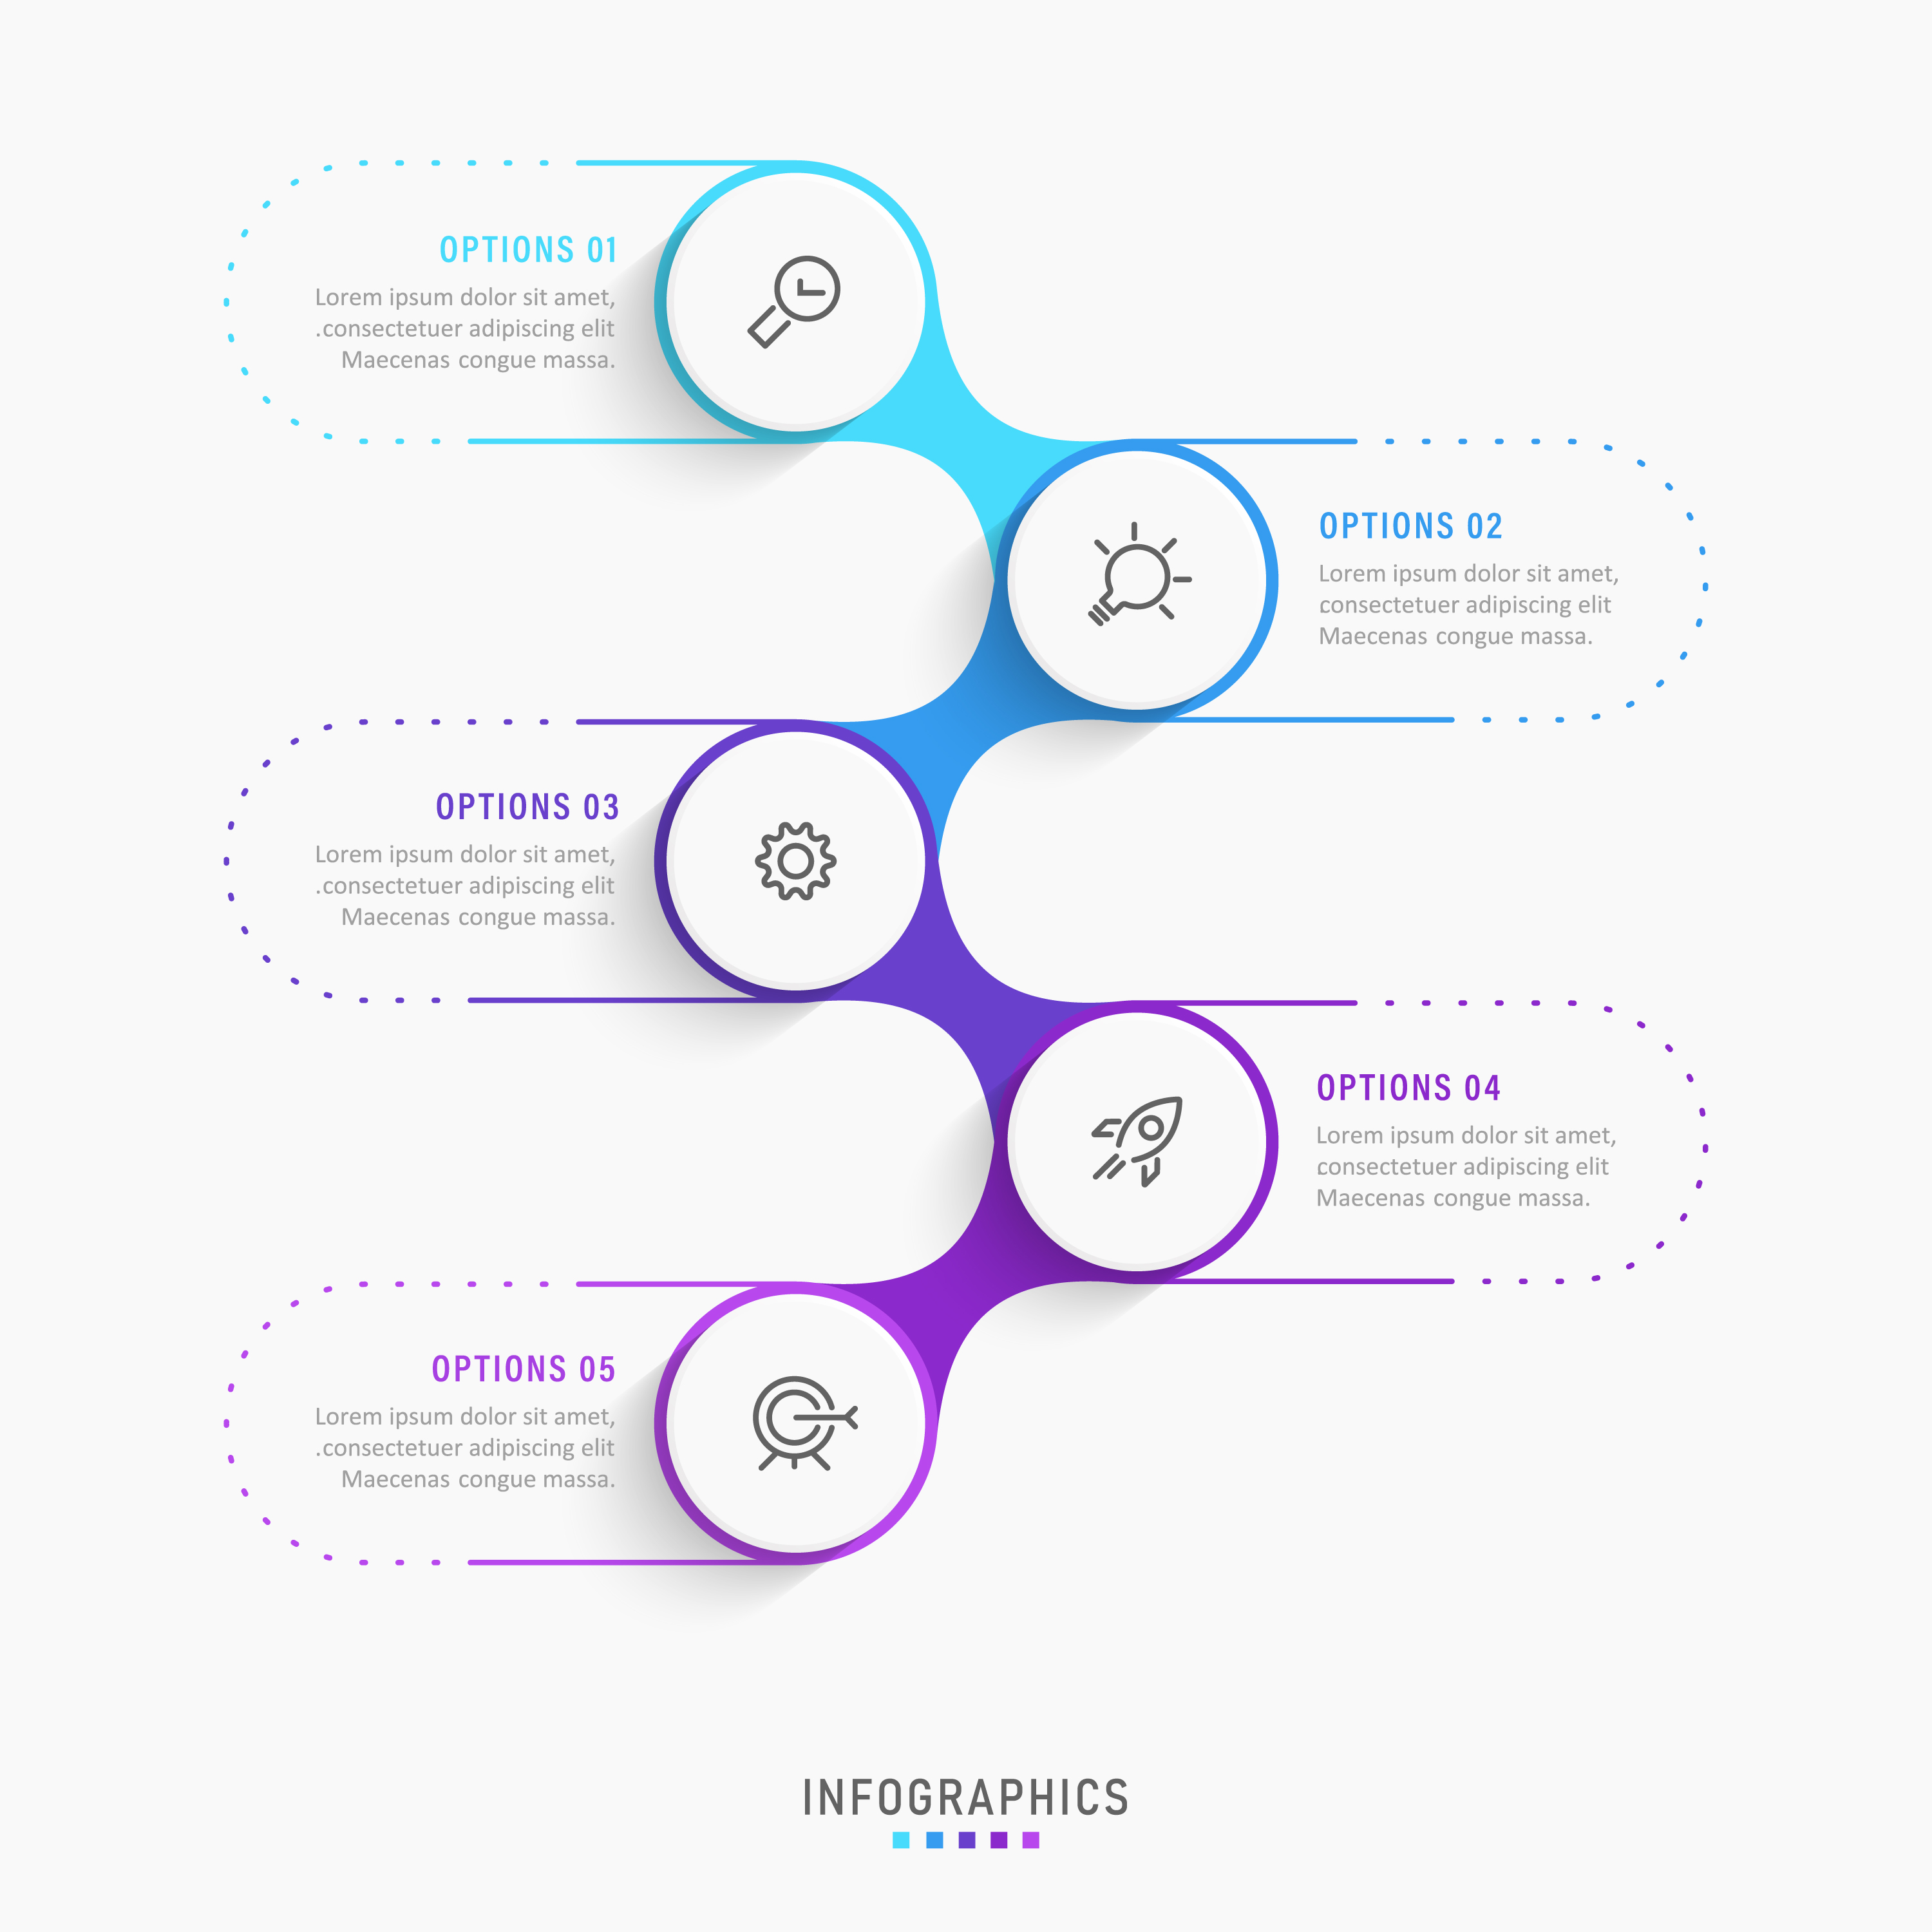 OPTIONS 01
Lorem ipsum dolor sit amet,
.consectetuer adipiscing elit
Maecenas congue massa.
OPTIONS 02
Lorem ipsum dolor sit amet,
consectetuer adipiscing elit
Maecenas congue massa.
OPTIONS 03
Lorem ipsum dolor sit amet,
.consectetuer adipiscing elit
Maecenas congue massa.
OPTIONS 04
Lorem ipsum dolor sit amet,
consectetuer adipiscing elit
Maecenas congue massa.
OPTIONS 05
Lorem ipsum dolor sit amet,
.consectetuer adipiscing elit
Maecenas congue massa.
INFOGRAPHICS